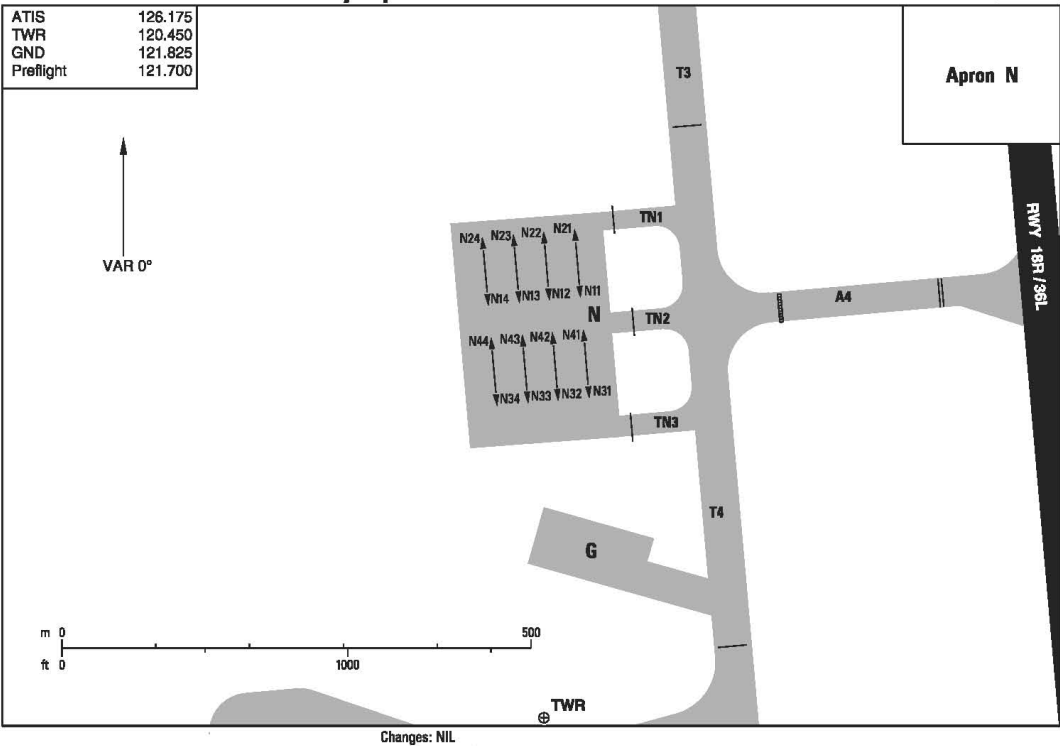 ATIS 126.175
TWR 120.450
GND 121.825
Preflight 121.700
Apron N
T3
VAR 0°
RWY 18R/36L
TN1
N24 N23 N22 N21
N14 N13 N12 N11
A4
N
TN2
N44 N43 N42 N41
N34 N33 N32 N31
TN3
T4
G
m 0 500
ft 0 1000
TWR
Changes: NIL